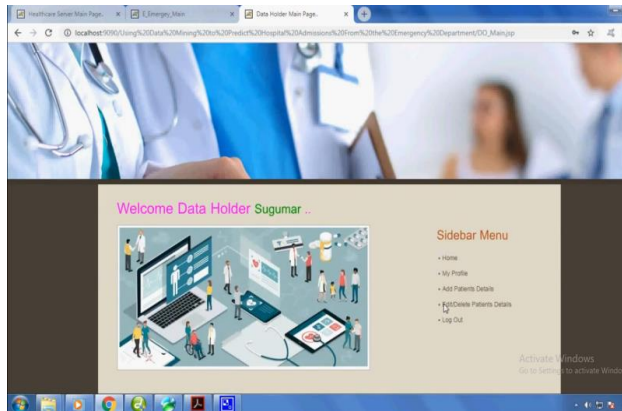 Healthcare Server Main Page..
E_Emergey_Main
Data Holder Main Page..
localhost:9090/Using%20Data%20Mining%20to%20Predict%20Hospital%20Admissions%20From%20the%20Emergency%20Department/DO_Main.jsp
Welcome Data Holder Sugumar ..
Sidebar Menu
Home
My Profile
Add Patients Details
Edit/Delete Patients Details
Log Out
Activate Windows
Go to Settings to activate Windo